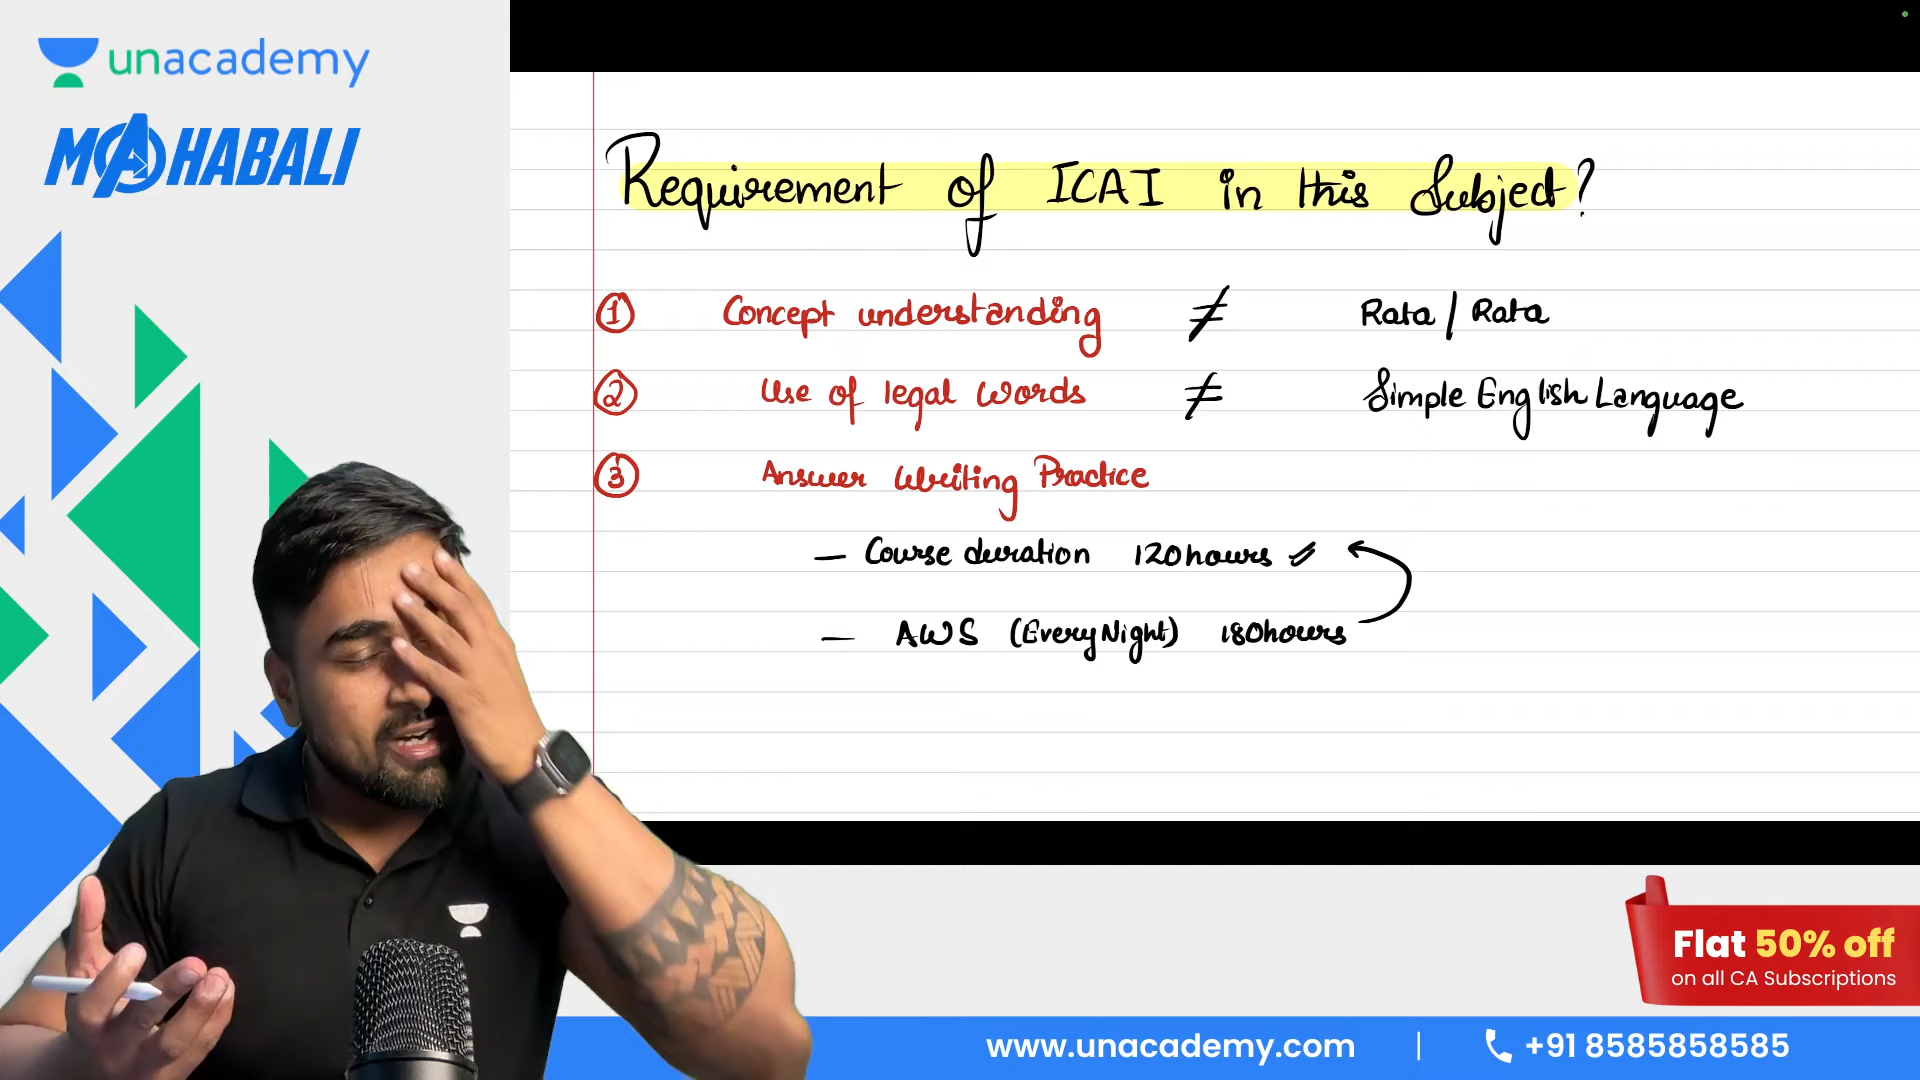 unacademy
MAHABALI
Requirement of ICAI in this Subject?
1 Concept understanding ≠ Rata / Rata
2 Use of legal words ≠ Simple English Language
3 Answer Writing Practice
— Course duration 120hours
— AWS (Every Night) 180hours
Flat 50% off
on all CA Subscriptions
www.unacademy.com | +91 8585858585